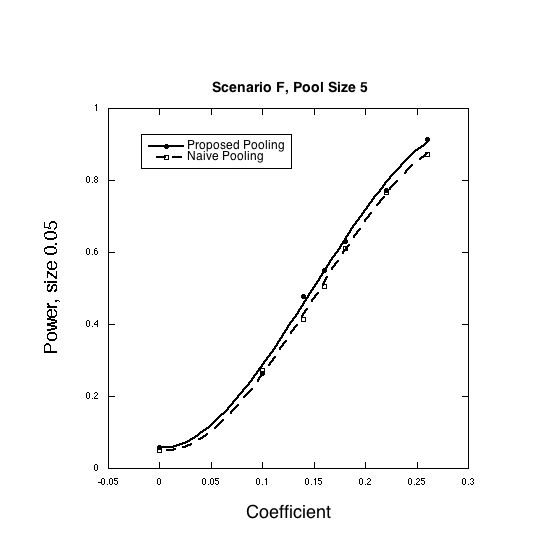 Scenario F, Pool Size 5
1
Proposed Pooling
Naive Pooling
0.8
0.6
Power, size 0.05
0.4
0.2
0
-0.05 0 0.05 0.1 0.15 0.2 0.25 0.3
Coefficient